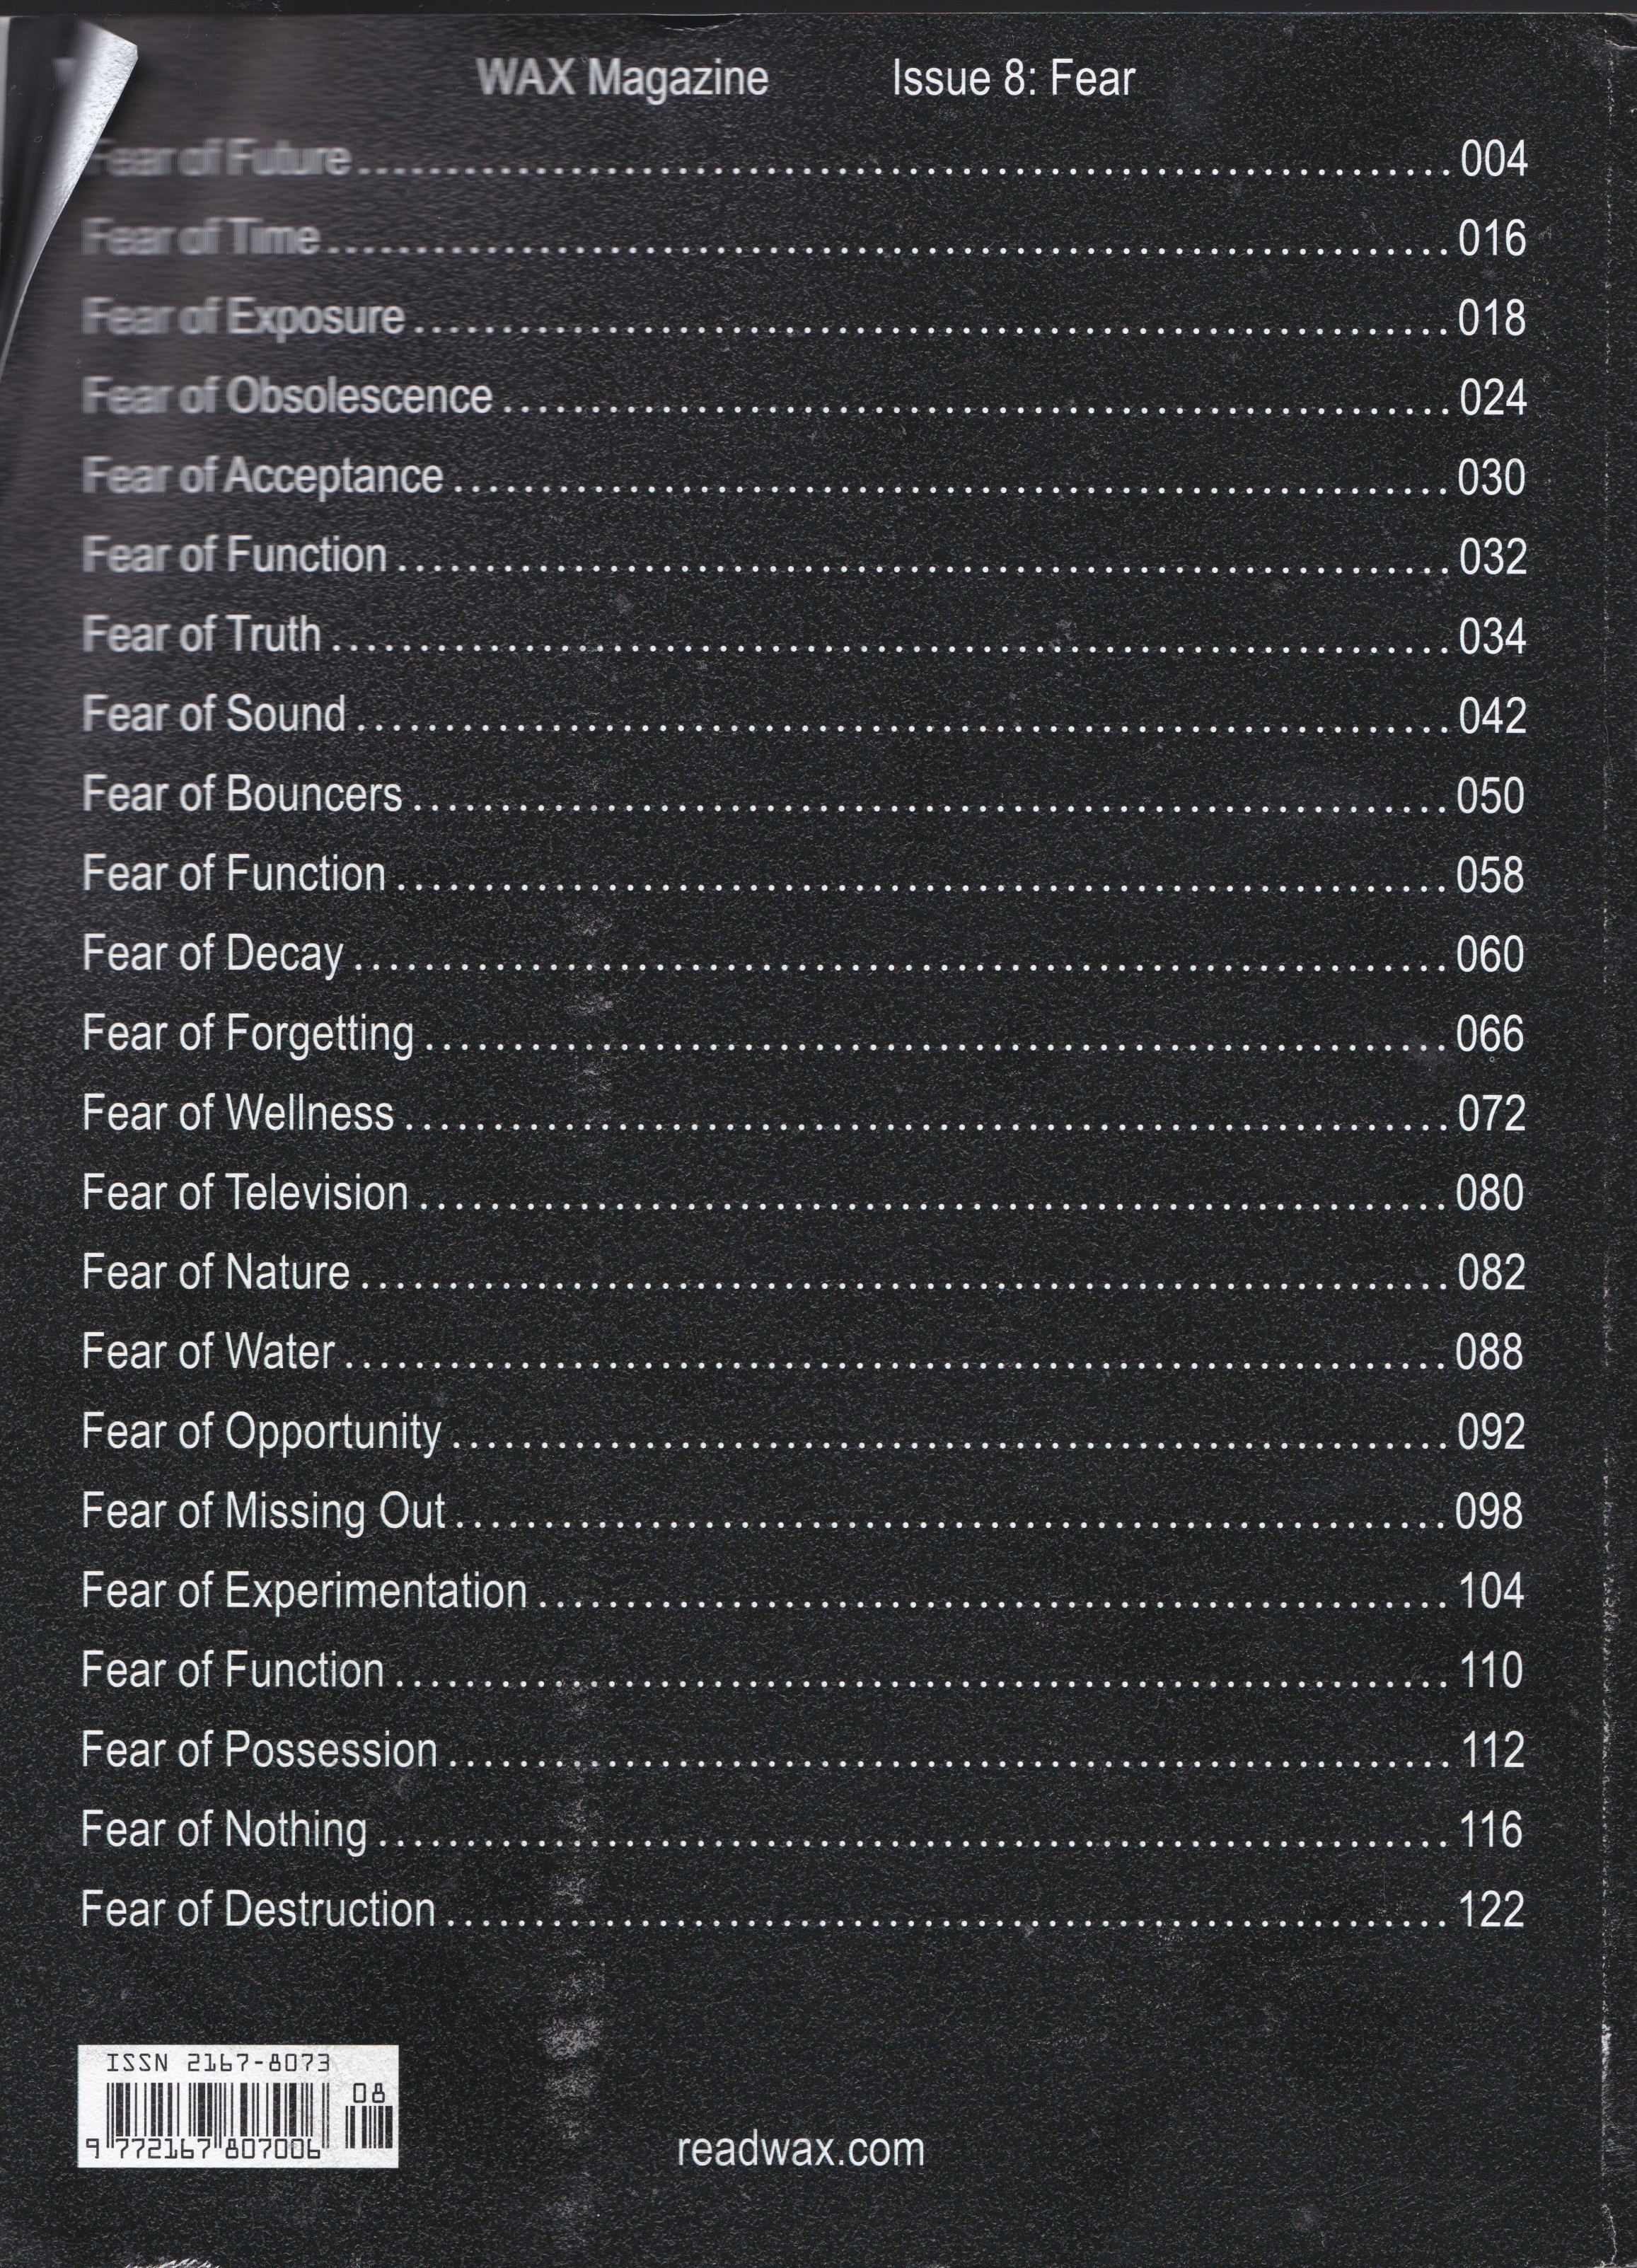 WAX Magazine Issue 8: Fear
Fear of Future 004
Fear of Time 016
Fear of Exposure 018
Fear of Obsolescence 024
Fear of Acceptance 030
Fear of Function 032
Fear of Truth 034
Fear of Sound 042
Fear of Bouncers 050
Fear of Function 058
Fear of Decay 060
Fear of Forgetting 066
Fear of Wellness 072
Fear of Television 080
Fear of Nature 082
Fear of Water 088
Fear of Opportunity 092
Fear of Missing Out 098
Fear of Experimentation 104
Fear of Function 110
Fear of Possession 112
Fear of Nothing 116
Fear of Destruction 122
ISSN 2167-8073
08
9 772167 807006
readwax.com